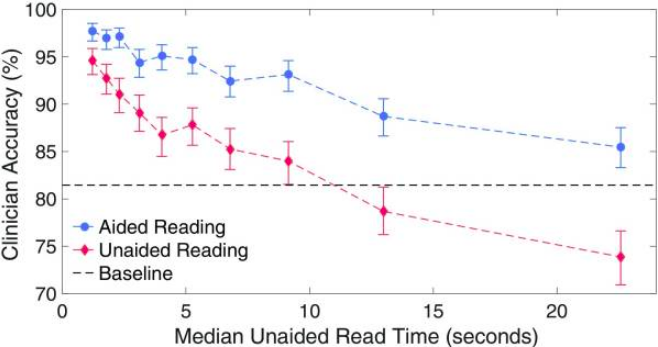 Clinician Accuracy (%)
100
95
90
85
80
75
70
Aided Reading
Unaided Reading
Baseline
0
5
10
15
20
Median Unaided Read Time (seconds)